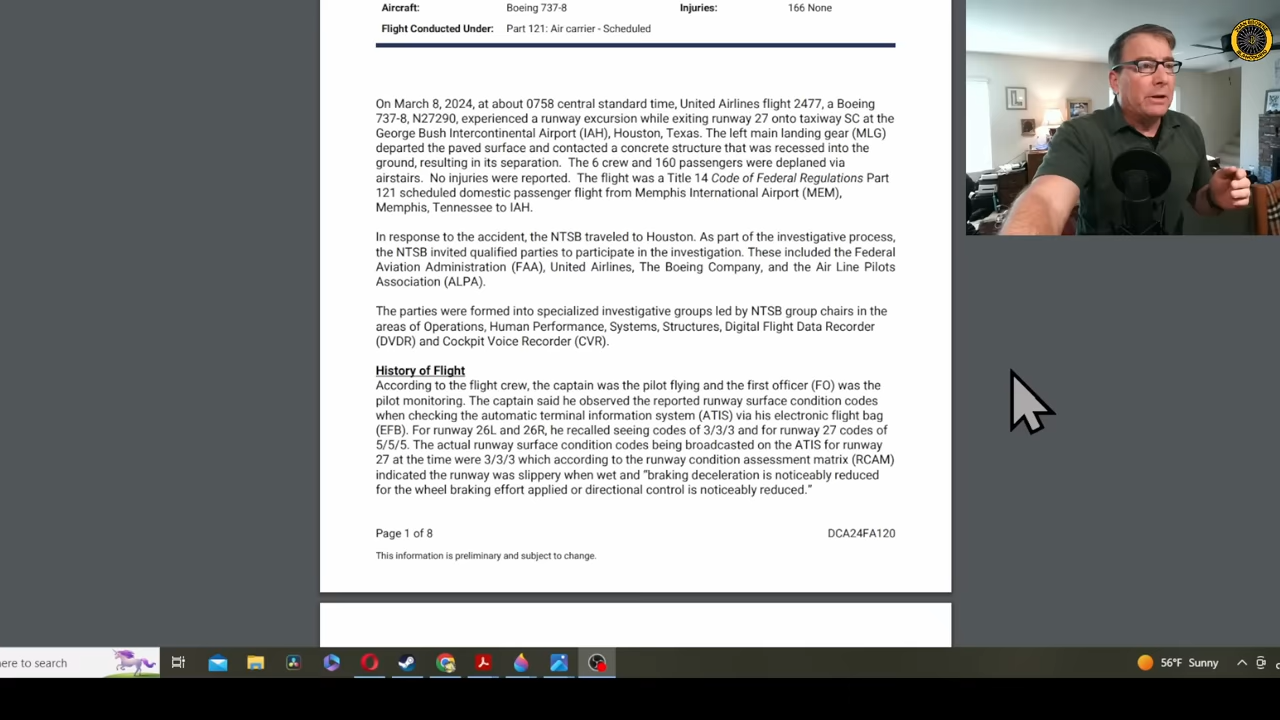 Aircraft: Boeing 737-8 Injuries: 166 None
Flight Conducted Under: Part 121: Air carrier - Scheduled
On March 8, 2024, at about 0758 central standard time, United Airlines flight 2477, a Boeing
737-8, N27290, experienced a runway excursion while exiting runway 27 onto taxiway SC at the
George Bush Intercontinental Airport (IAH), Houston, Texas. The left main landing gear (MLG)
departed the paved surface and contacted a concrete structure that was recessed into the
ground, resulting in its separation. The 6 crew and 160 passengers were deplaned via
airstairs. No injuries were reported. The flight was a Title 14 Code of Federal Regulations Part
121 scheduled domestic passenger flight from Memphis International Airport (MEM),
Memphis, Tennessee to IAH.
In response to the accident, the NTSB traveled to Houston. As part of the investigative process,
the NTSB invited qualified parties to participate in the investigation. These included the Federal
Aviation Administration (FAA), United Airlines, The Boeing Company, and the Air Line Pilots
Association (ALPA).
The parties were formed into specialized investigative groups led by NTSB group chairs in the
areas of Operations, Human Performance, Systems, Structures, Digital Flight Data Recorder
(DVDR) and Cockpit Voice Recorder (CVR).
History of Flight
According to the flight crew, the captain was the pilot flying and the first officer (FO) was the
pilot monitoring. The captain said he observed the reported runway surface condition codes
when checking the automatic terminal information system (ATIS) via his electronic flight bag
(EFB). For runway 26L and 26R, he recalled seeing codes of 3/3/3 and for runway 27 codes of
5/5/5. The actual runway surface condition codes being broadcasted on the ATIS for runway
27 at the time were 3/3/3 which according to the runway condition assessment matrix (RCAM)
indicated the runway was slippery when wet and “braking deceleration is noticeably reduced
for the wheel braking effort applied or directional control is noticeably reduced.”
Page 1 of 8 DCA24FA120
This information is preliminary and subject to change.
ere to search
56°F Sunny